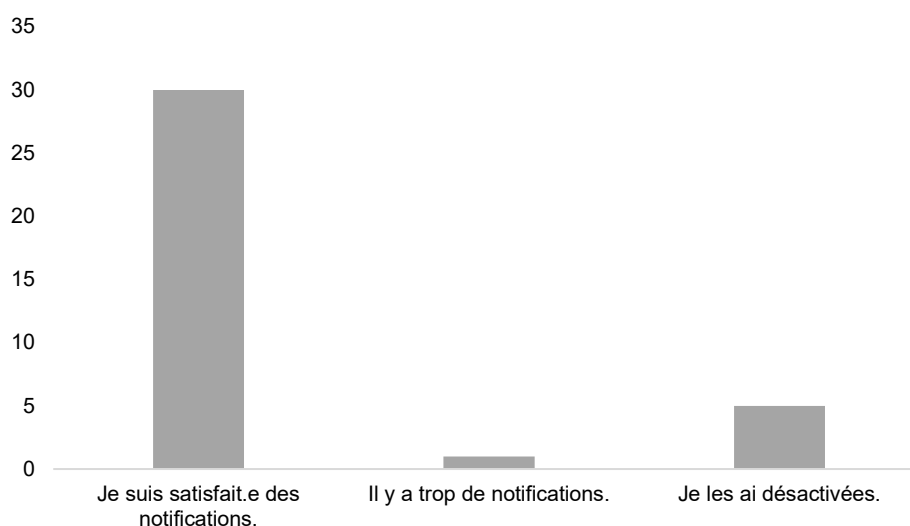 35
30
25
20
15
10
5
0
Je suis satisfait.e des
notifications.
Il y a trop de notifications.
Je les ai désactivées.